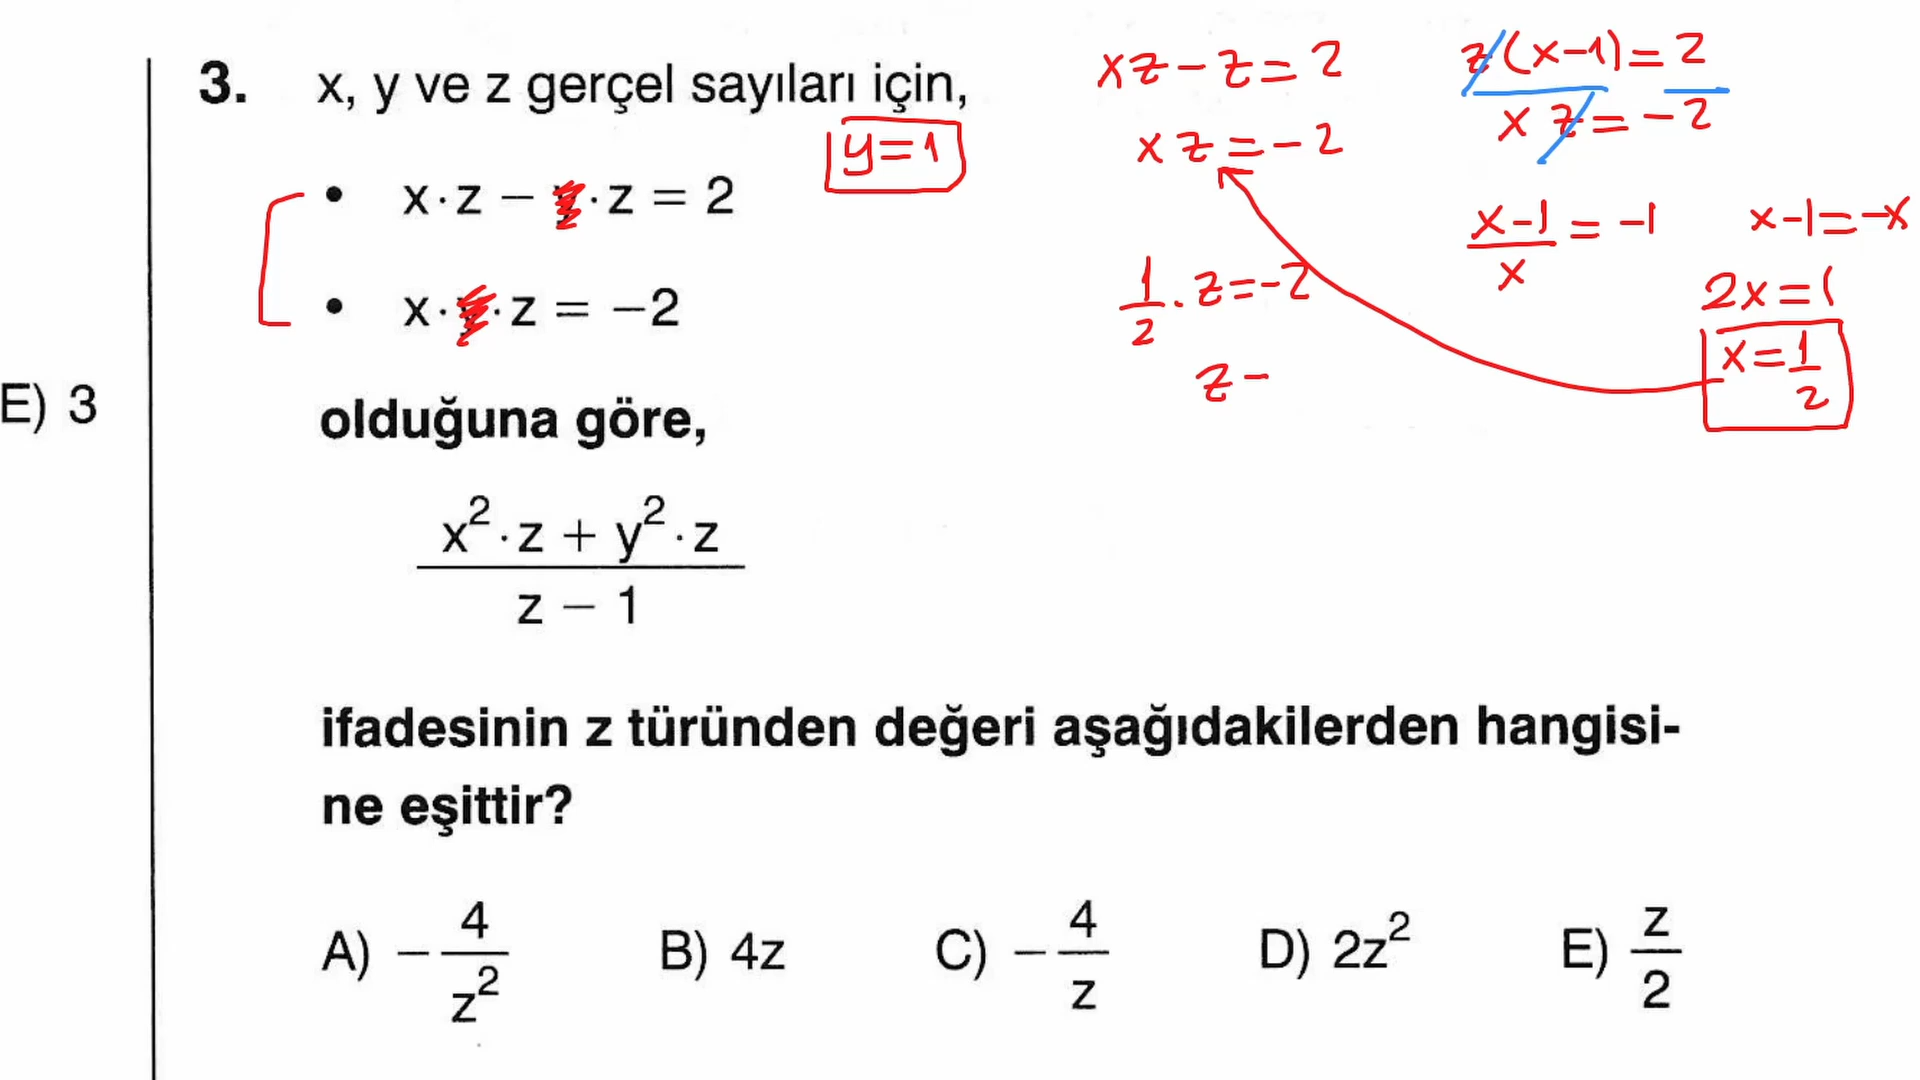 3. x, y ve z gerçel sayıları için,
y=1
• x·z − y·z = 2
• x·y·z = −2
olduğuna göre,
x²·z + y²·z
z − 1
ifadesinin z türünden değeri aşağıdakilerden hangisi-
ne eşittir?
A) −4/z² B) 4z C) −4/z D) 2z² E) z/2
E) 3
xz−z=2
xz=−2
1/2·z=−2
z−
z(x−1)=2
xz=−2
x−1/x=−1
x−1=−x
2x=1
x=1/2